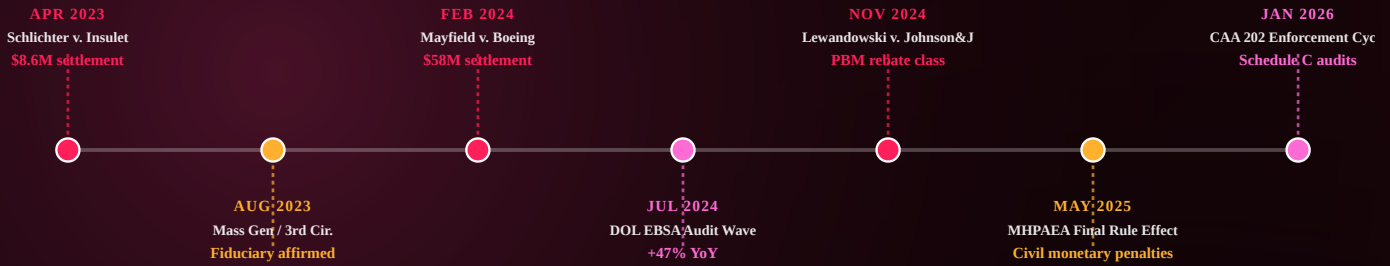 APR 2023
Schlichter v. Insulet
$8.6M settlement
FEB 2024
Mayfield v. Boeing
$58M settlement
NOV 2024
Lewandowski v. Johnson&J
PBM rebate class
JAN 2026
CAA 202 Enforcement Cyc
Schedule C audits
AUG 2023
Mass Gen / 3rd Cir.
Fiduciary affirmed
JUL 2024
DOL EBSA Audit Wave
+47% YoY
MAY 2025
MHPAEA Final Rule Effect
Civil monetary penalties